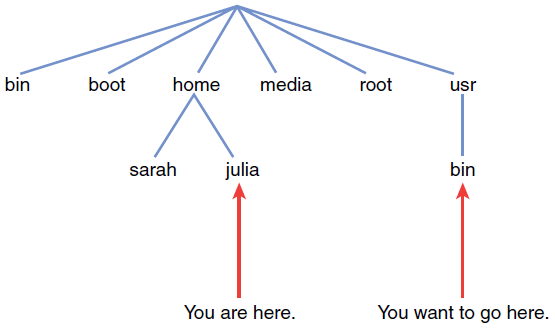 bin boot home media root usr
sarah julia bin
You are here. You want to go here.